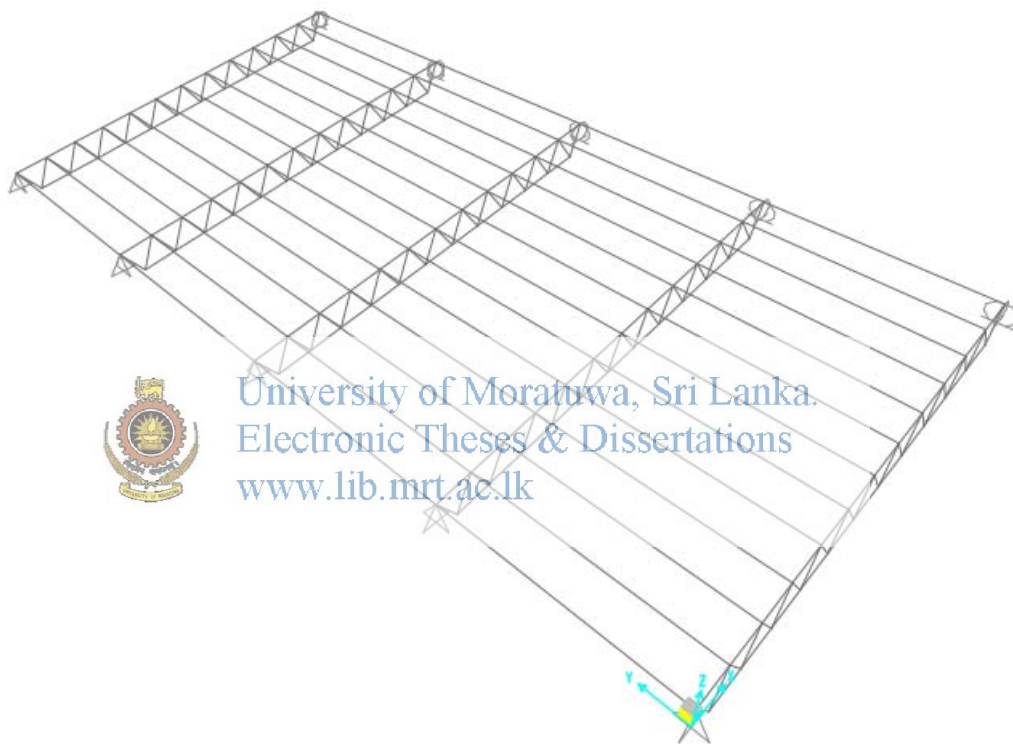 University of Moratuwa, Sri Lanka.
Electronic Theses & Dissertations
www.lib.mrt.ac.lk
Y
Z